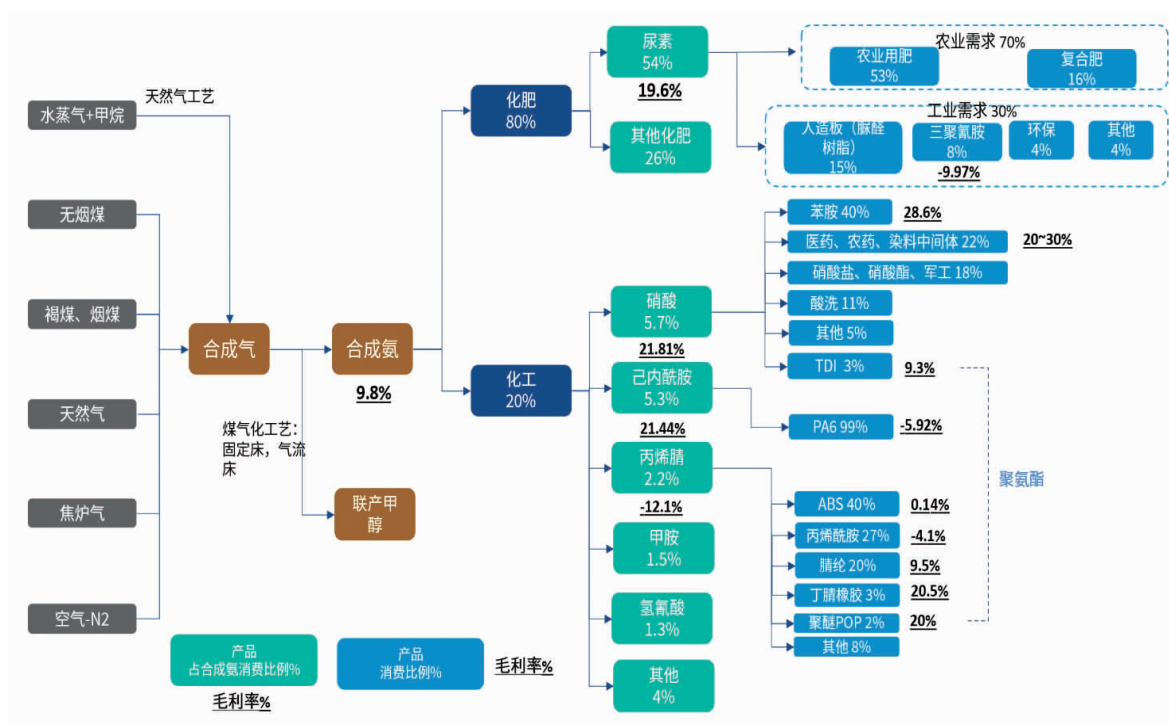 水蒸气+甲烷
天然气工艺
无烟煤
褐煤、烟煤
天然气
焦炉气
空气-N2
合成气
煤气化工艺：
固定床，气流
床
合成氨
9.8%
联产甲
醇
化肥
80%
化工
20%
尿素
54%
19.6%
其他化肥
26%
农业需求 70%
农业用肥
53%
复合肥
16%
工业需求 30%
人造板（脲醛
树脂）
15%
三聚氰胺
8%
-9.97%
环保
4%
其他
4%
硝酸
5.7%
21.81%
己内酰胺
5.3%
21.44%
丙烯腈
2.2%
-12.1%
甲胺
1.5%
氢氰酸
1.3%
其他
4%
苯胺 40%
28.6%
医药、农药、染料中间体 22%
20~30%
硝酸盐、硝酸酯、军工 18%
酸洗 11%
其他 5%
TDI 3%
9.3%
PA6 99%
-5.92%
聚氨酯
ABS 40%
0.14%
丙烯酰胺 27%
-4.1%
腈纶 20%
9.5%
丁腈橡胶 3%
20.5%
聚醚POP 2%
20%
其他 8%
产品
占合成氨消费比例%
毛利率%
产品
消费比例%
毛利率%